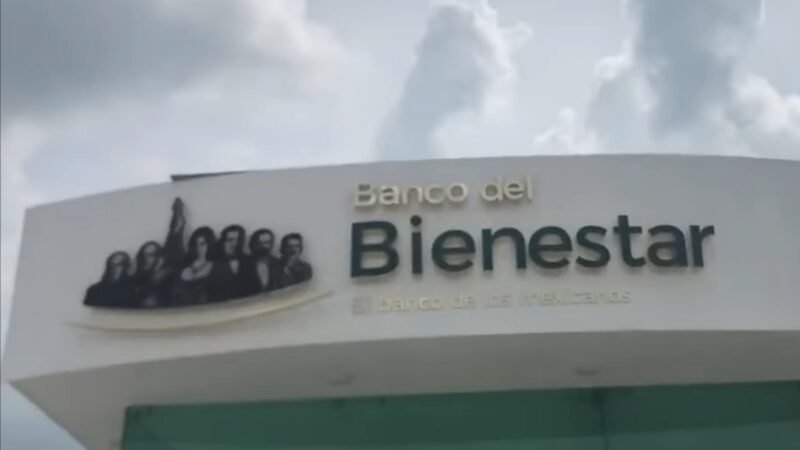 Banco del
Bienestar
El banco de los mexicanos